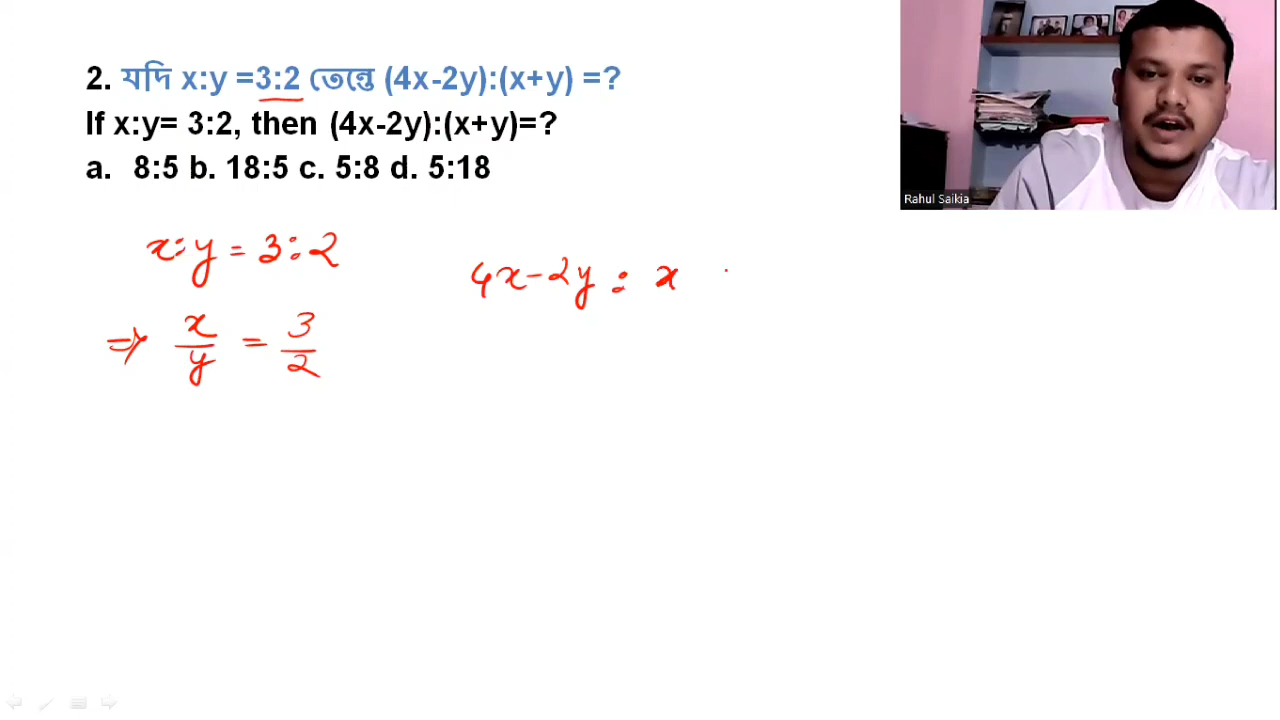 2. যদি x:y =3:2 তেন্তে (4x-2y):(x+y) =?
If x:y= 3:2, then (4x-2y):(x+y)=?
a. 8:5 b. 18:5 c. 5:8 d. 5:18
Rahul Saikia
x:y = 3:2
4x-2y : x
⇒ x/y = 3/2